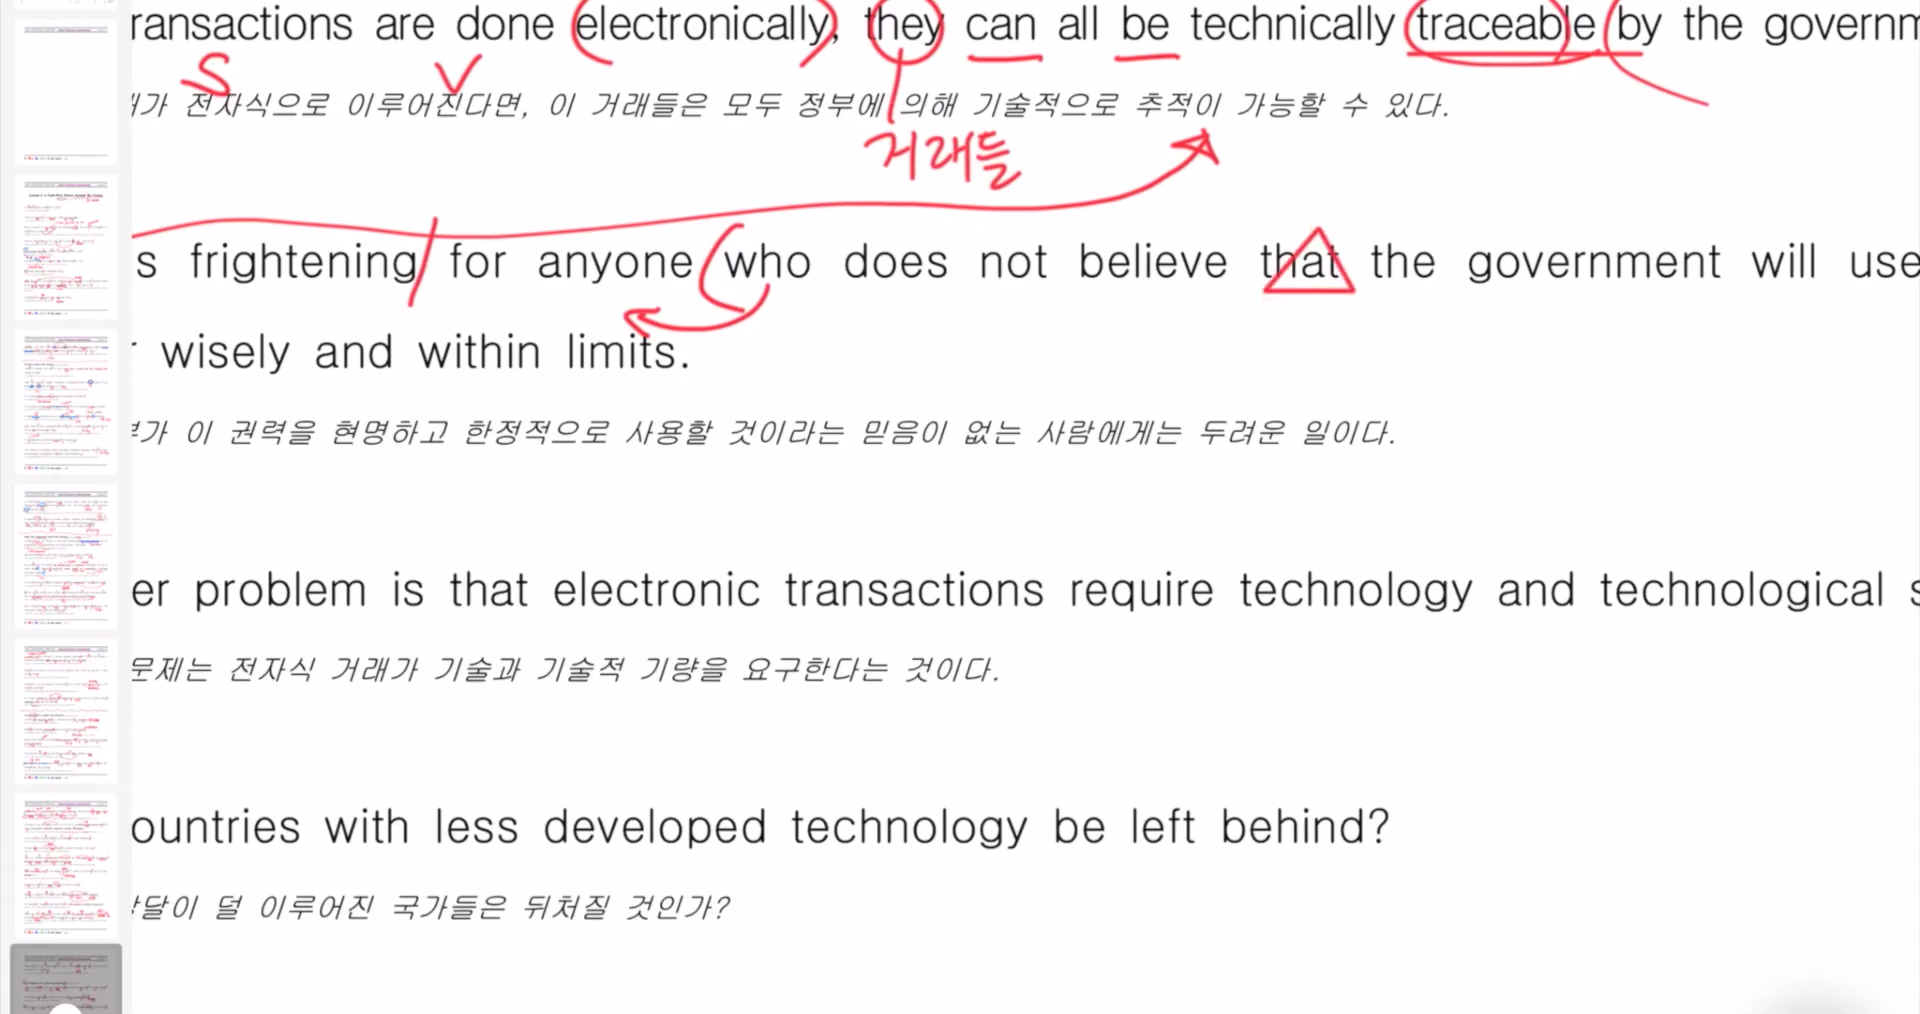 ransactions are done electronically, they can all be technically traceable by the governm
S V
가 전자식으로 이루어진다면, 이 거래들은 모두 정부에 의해 기술적으로 추적이 가능할 수 있다.
거래들
s frightening for anyone who does not believe that the government will use
wisely and within limits.
가 이 권력을 현명하고 한정적으로 사용할 것이라는 믿음이 없는 사람에게는 두려운 일이다.
er problem is that electronic transactions require technology and technological s
문제는 전자식 거래가 기술과 기술적 기량을 요구한다는 것이다.
ountries with less developed technology be left behind?
달이 덜 이루어진 국가들은 뒤처질 것인가?